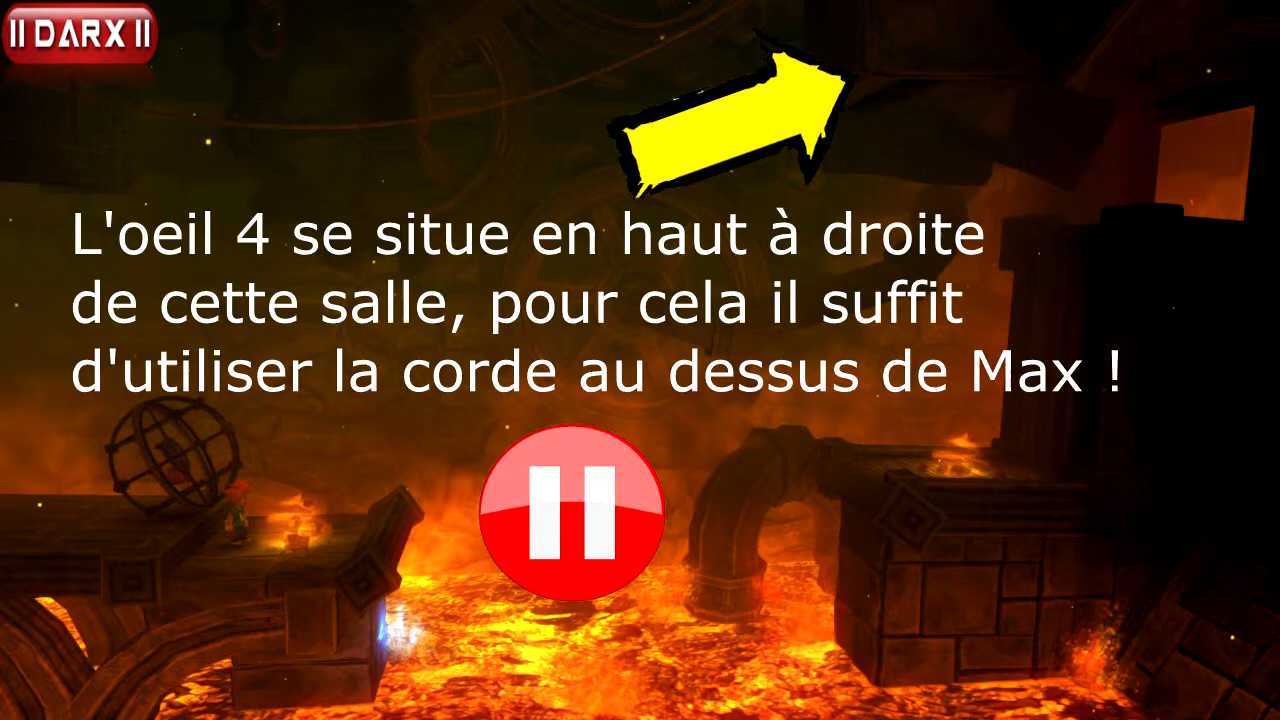 II DARX II
L'oeil 4 se situe en haut à droite
de cette salle, pour cela il suffit
d'utiliser la corde au dessus de Max !